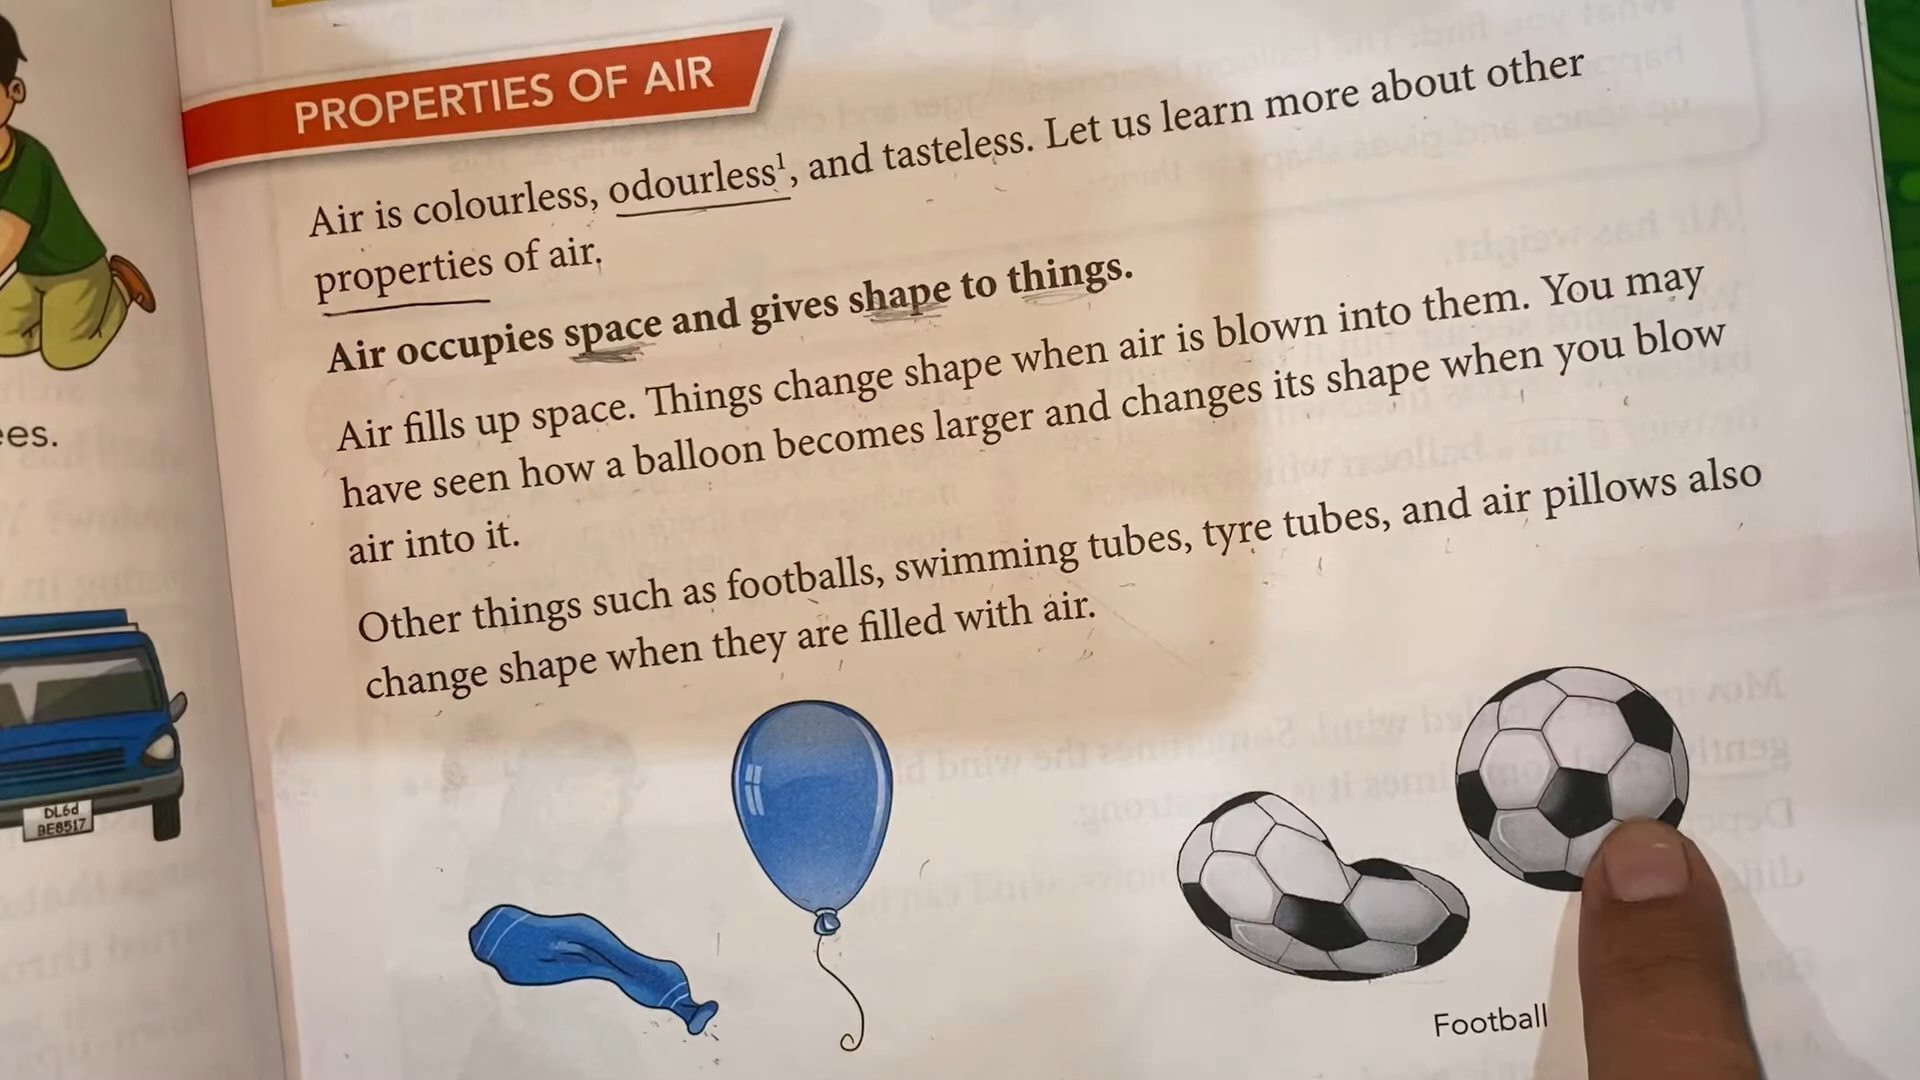 PROPERTIES OF AIR
Air is colourless, odourless¹, and tasteless. Let us learn more about other
properties of air.
Air occupies space and gives shape to things.
Air fills up space. Things change shape when air is blown into them. You may
have seen how a balloon becomes larger and changes its shape when you blow
air into it.
Other things such as footballs, swimming tubes, tyre tubes, and air pillows also
change shape when they are filled with air.
ees.
DL6d
BE8517
Football